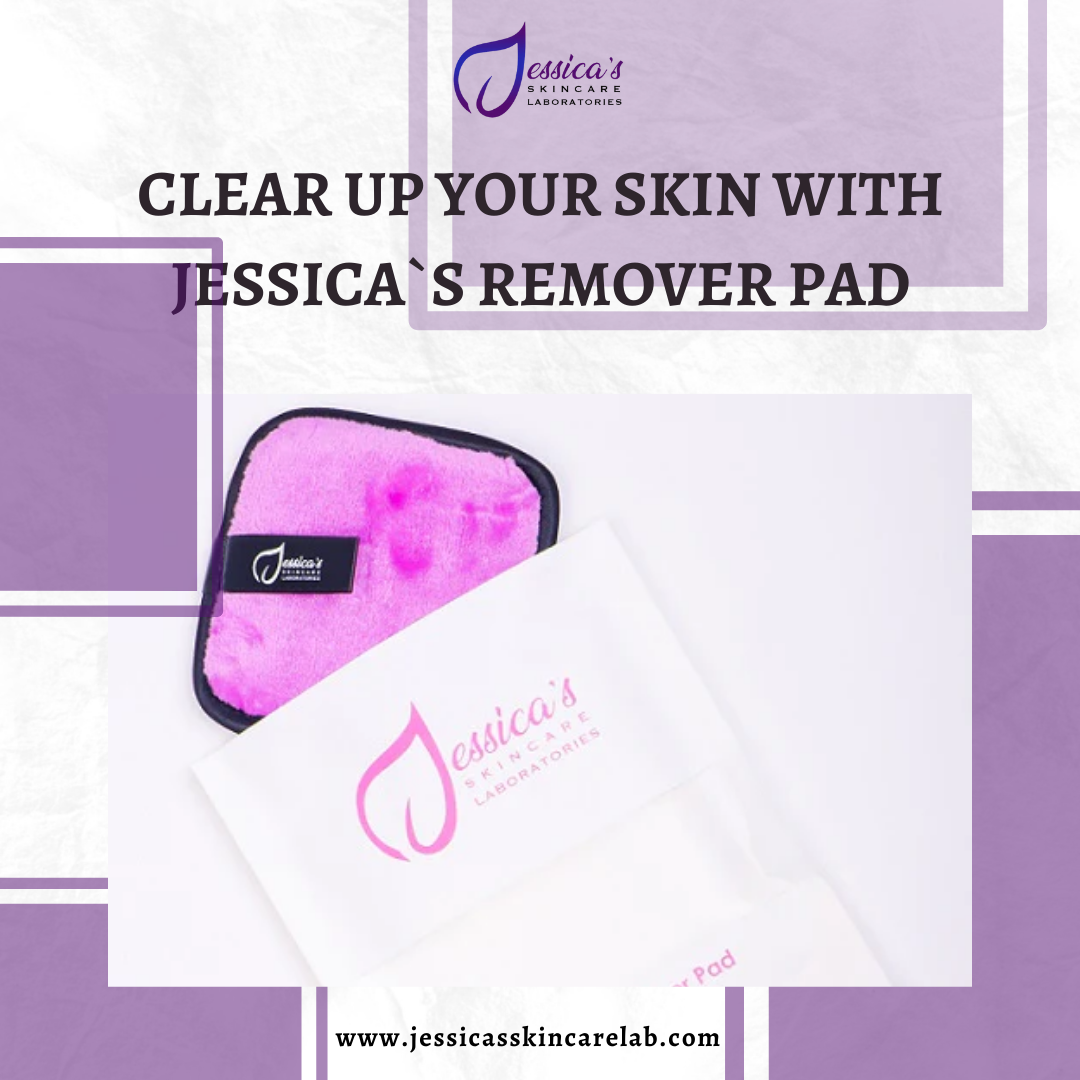 Jessica's
SKINCARE
LABORATORIES
CLEAR UP YOUR SKIN WITH
JESSICA`S REMOVER PAD
Jessica's
SKINCARE
LABORATORIES
Jessica's
SKINCARE
LABORATORIES
Pad
www.jessicasskincarelab.com